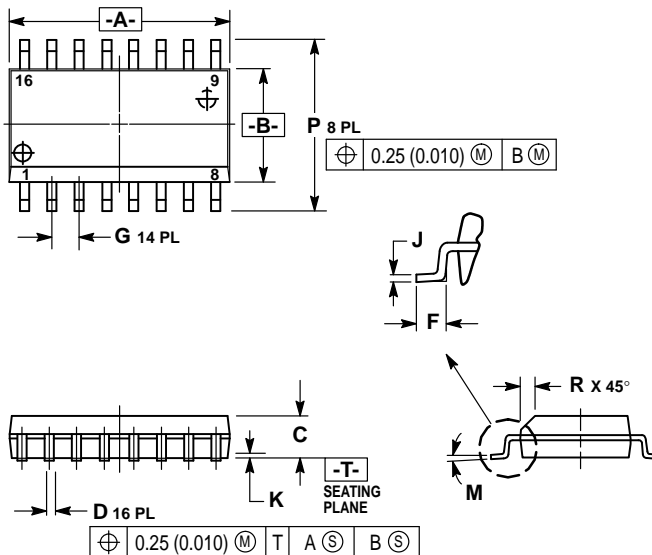 -A-
16 9
-B-
P 8 PL
⌖ 0.25 (0.010) Ⓜ B Ⓜ
1 8
G 14 PL
J
F
R X 45°
C
-T-
SEATING
PLANE
K
M
D 16 PL
⌖ 0.25 (0.010) Ⓜ T A Ⓢ B Ⓢ